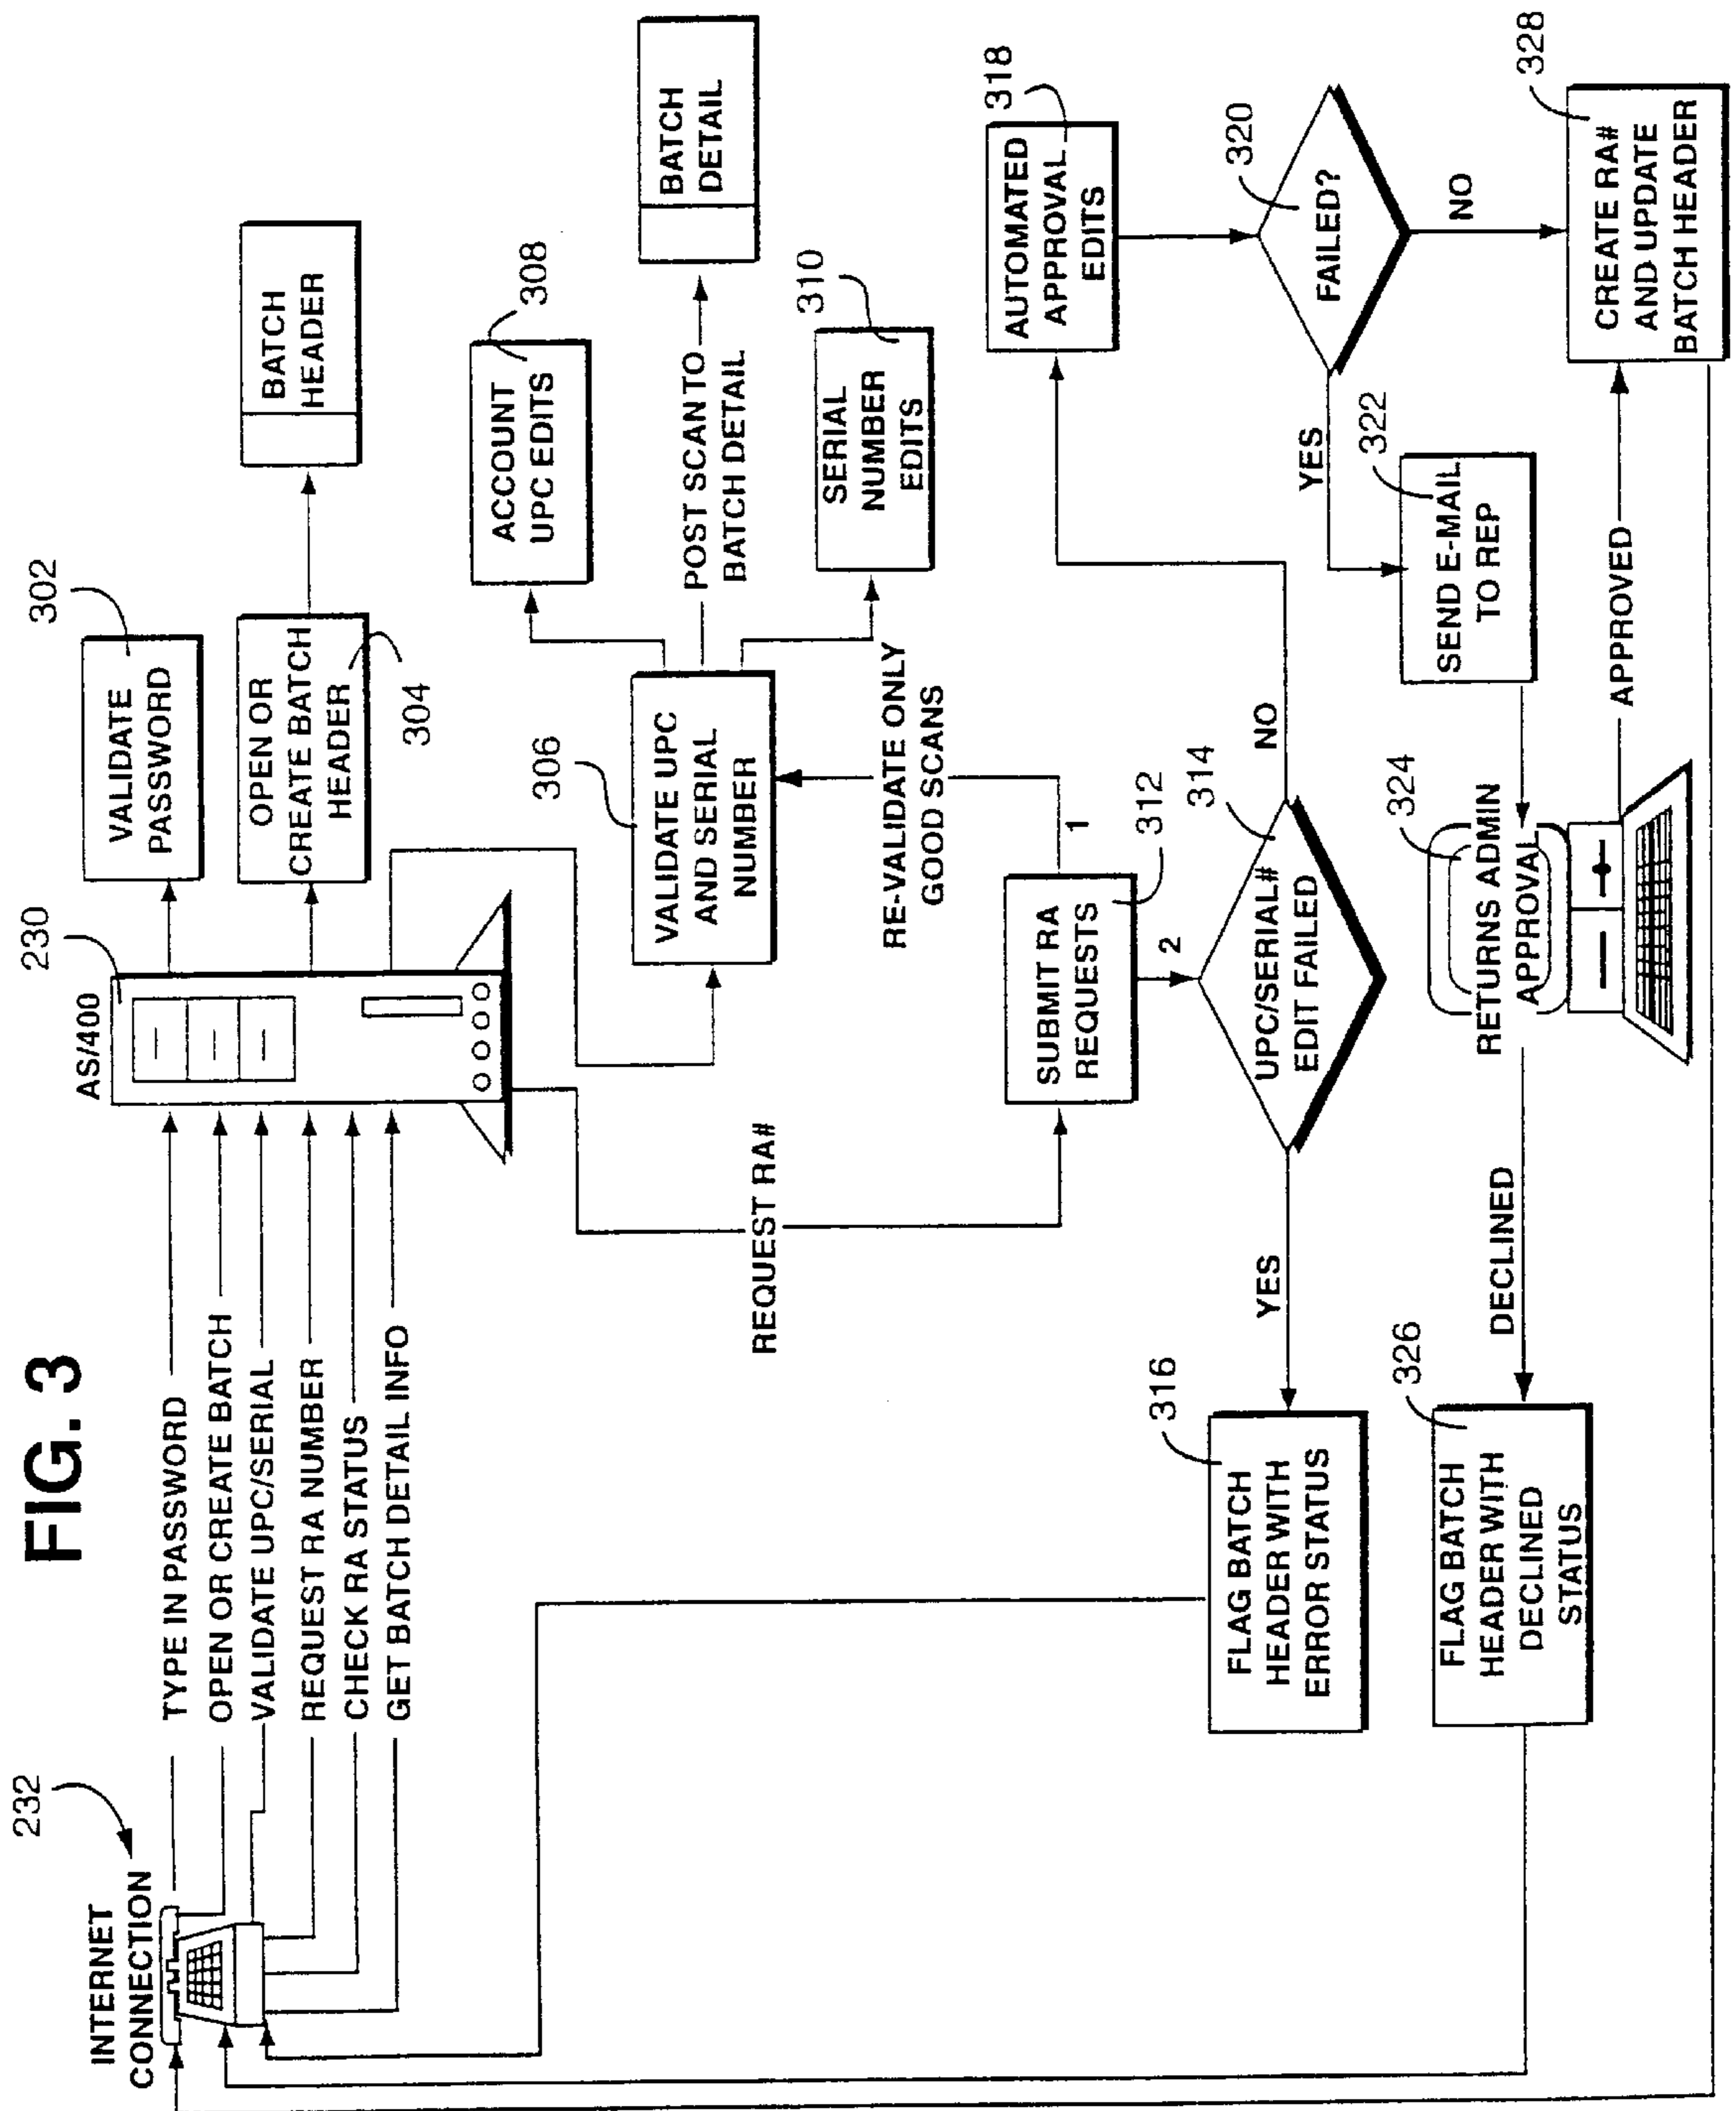 FIG. 3
232
INTERNET
CONNECTION
TYPE IN PASSWORD
OPEN OR CREATE BATCH
VALIDATE UPC/SERIAL
REQUEST RA NUMBER
CHECK RA STATUS
GET BATCH DETAIL INFO
AS/400
230
VALIDATE
PASSWORD
302
OPEN OR
CREATE BATCH
HEADER
304
BATCH
HEADER
REQUEST RA#
306
VALIDATE UPC
AND SERIAL
NUMBER
ACCOUNT
UPC EDITS
308
POST SCAN TO
BATCH DETAIL
BATCH
DETAIL
SERIAL
NUMBER
EDITS
310
RE-VALIDATE ONLY
GOOD SCANS
1
SUBMIT RA
REQUESTS
312
2
314
UPC/SERIAL#
EDIT FAILED
YES
NO
316
FLAG BATCH
HEADER WITH
ERROR STATUS
AUTOMATED
APPROVAL
EDITS
318
320
FAILED?
YES
NO
322
SEND E-MAIL
TO REP
324
RETURNS ADMIN
APPROVAL
DECLINED
APPROVED
326
FLAG BATCH
HEADER WITH
DECLINED
STATUS
328
CREATE RA#
AND UPDATE
BATCH HEADER